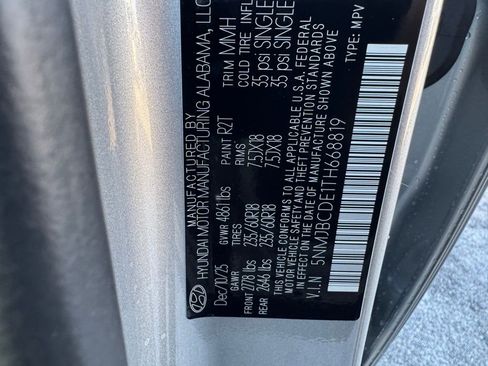 MANUFACTURED BY
HYUNDAI MOTOR MANUFACTURING ALABAMA, LLC
Dec/10/25 GVWR 4861 lbs PAINT R2T TRIM MMH
GAWR TIRES RIMS COLD TIRE INFL
FRONT 2778 lbs 235/60R18 7.5JX18 35 psi SINGLE
REAR 2646 lbs 235/60R18 7.5JX18 35 psi SINGLE
THIS VEHICLE CONFORMS TO ALL APPLICABLE U.S.A. FEDERAL
MOTOR VEHICLE SAFETY, AND THEFT PREVENTION STANDARDS
IN EFFECT ON THE DATE OF MANUFACTURE SHOWN ABOVE
V.I.N 5NMJBCDE1TH668819 TYPE: MPV